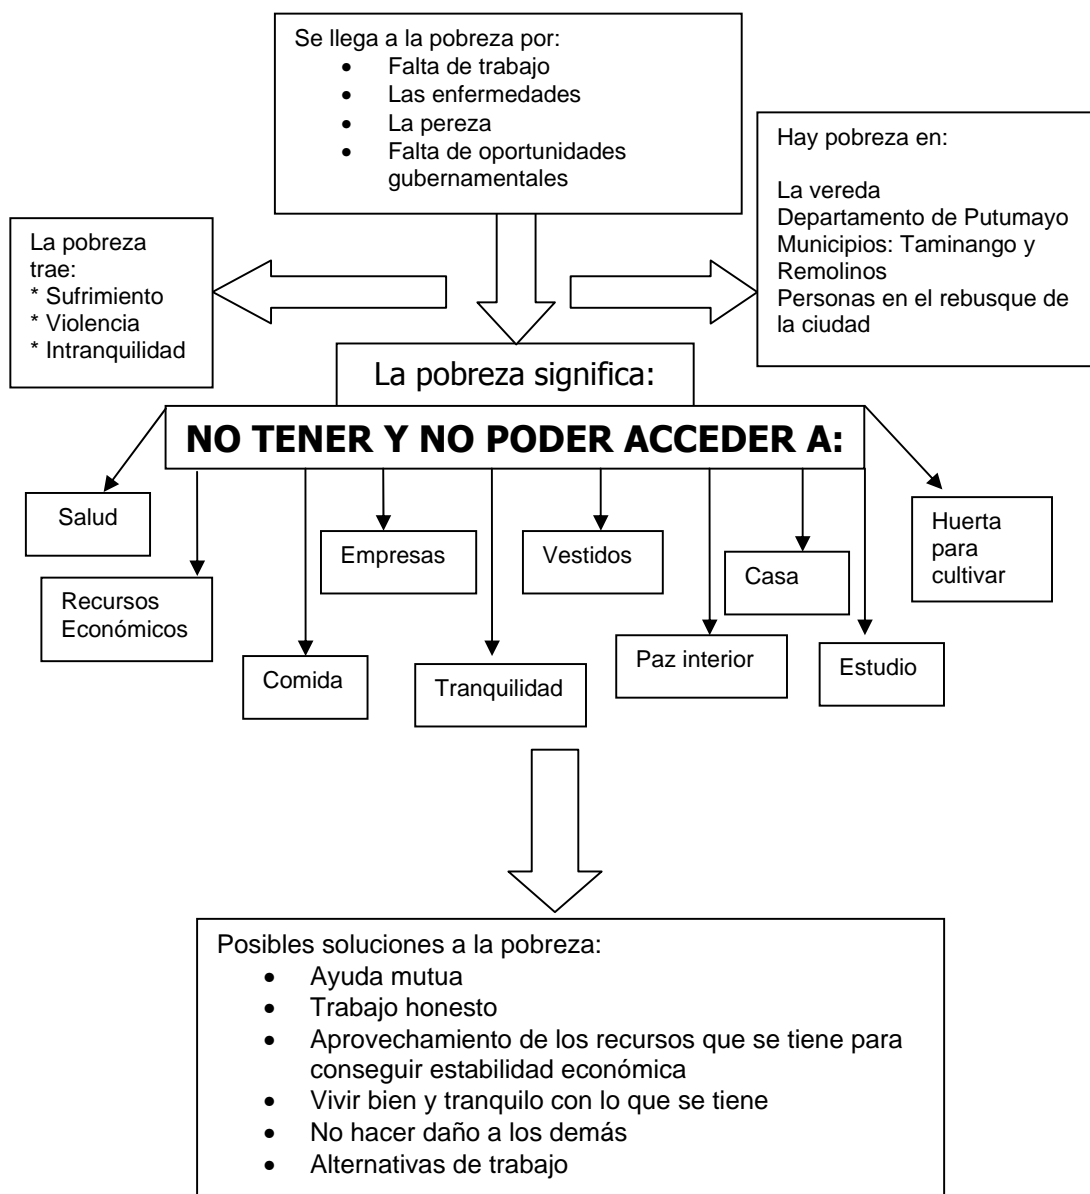 Se llega a la pobreza por:
• Falta de trabajo
• Las enfermedades
• La pereza
• Falta de oportunidades
gubernamentales
Hay pobreza en:
La vereda
Departamento de Putumayo
Municipios: Taminango y
Remolinos
Personas en el rebusque de
la ciudad
La pobreza
trae:
* Sufrimiento
* Violencia
* Intranquilidad
La pobreza significa:
NO TENER Y NO PODER ACCEDER A:
Salud
Recursos
Económicos
Comida
Empresas
Tranquilidad
Vestidos
Paz interior
Casa
Estudio
Huerta
para
cultivar
Posibles soluciones a la pobreza:
• Ayuda mutua
• Trabajo honesto
• Aprovechamiento de los recursos que se tiene para
conseguir estabilidad económica
• Vivir bien y tranquilo con lo que se tiene
• No hacer daño a los demás
• Alternativas de trabajo